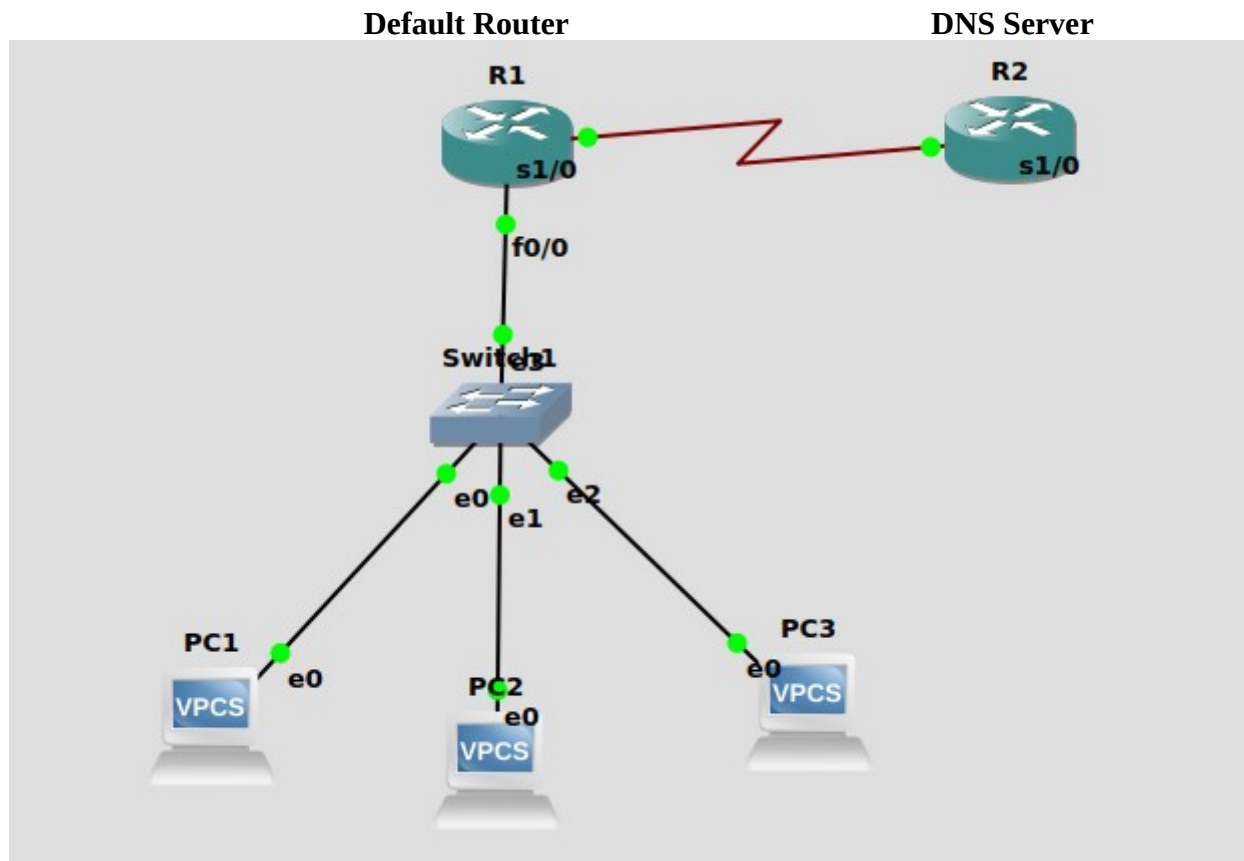 Default Router DNS Server
R1
R2
s1/0
s1/0
f0/0
Switch1
e3
e0
e1
e2
PC1
e0
PC2
e0
PC3
e0
VPCS
VPCS
VPCS